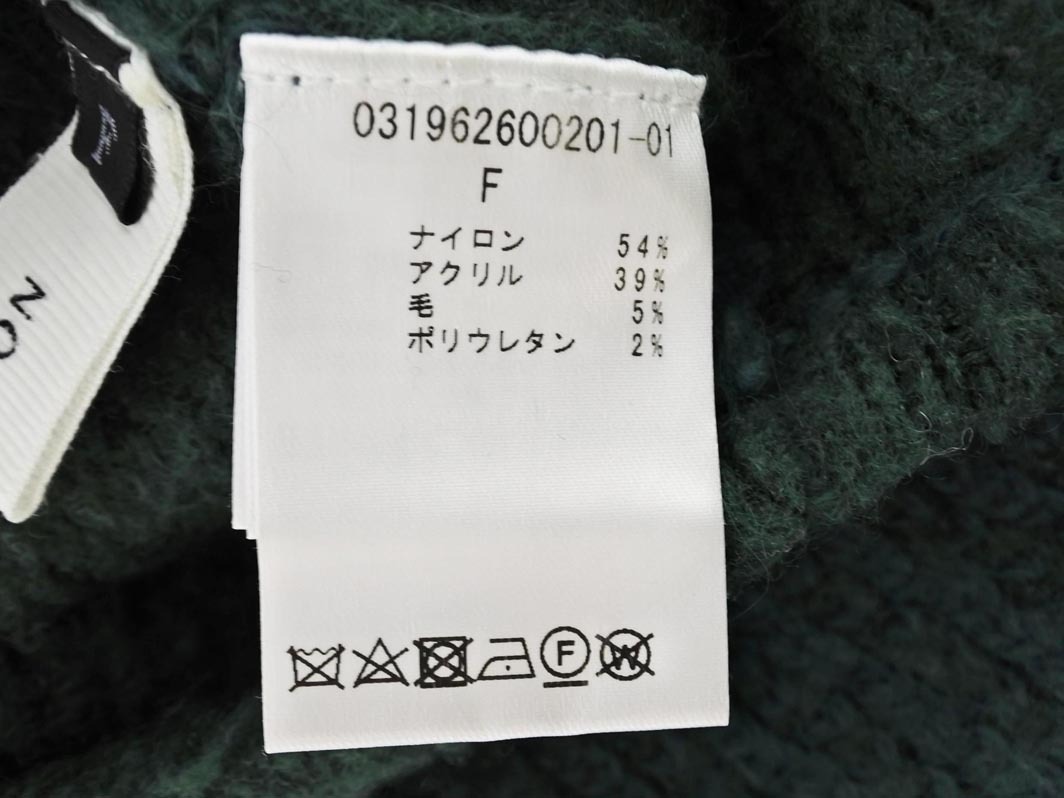 031962600201-01
F
ナイロン 54%
アクリル 39%
毛 5%
ポリウレタン 2%
F
W
NO